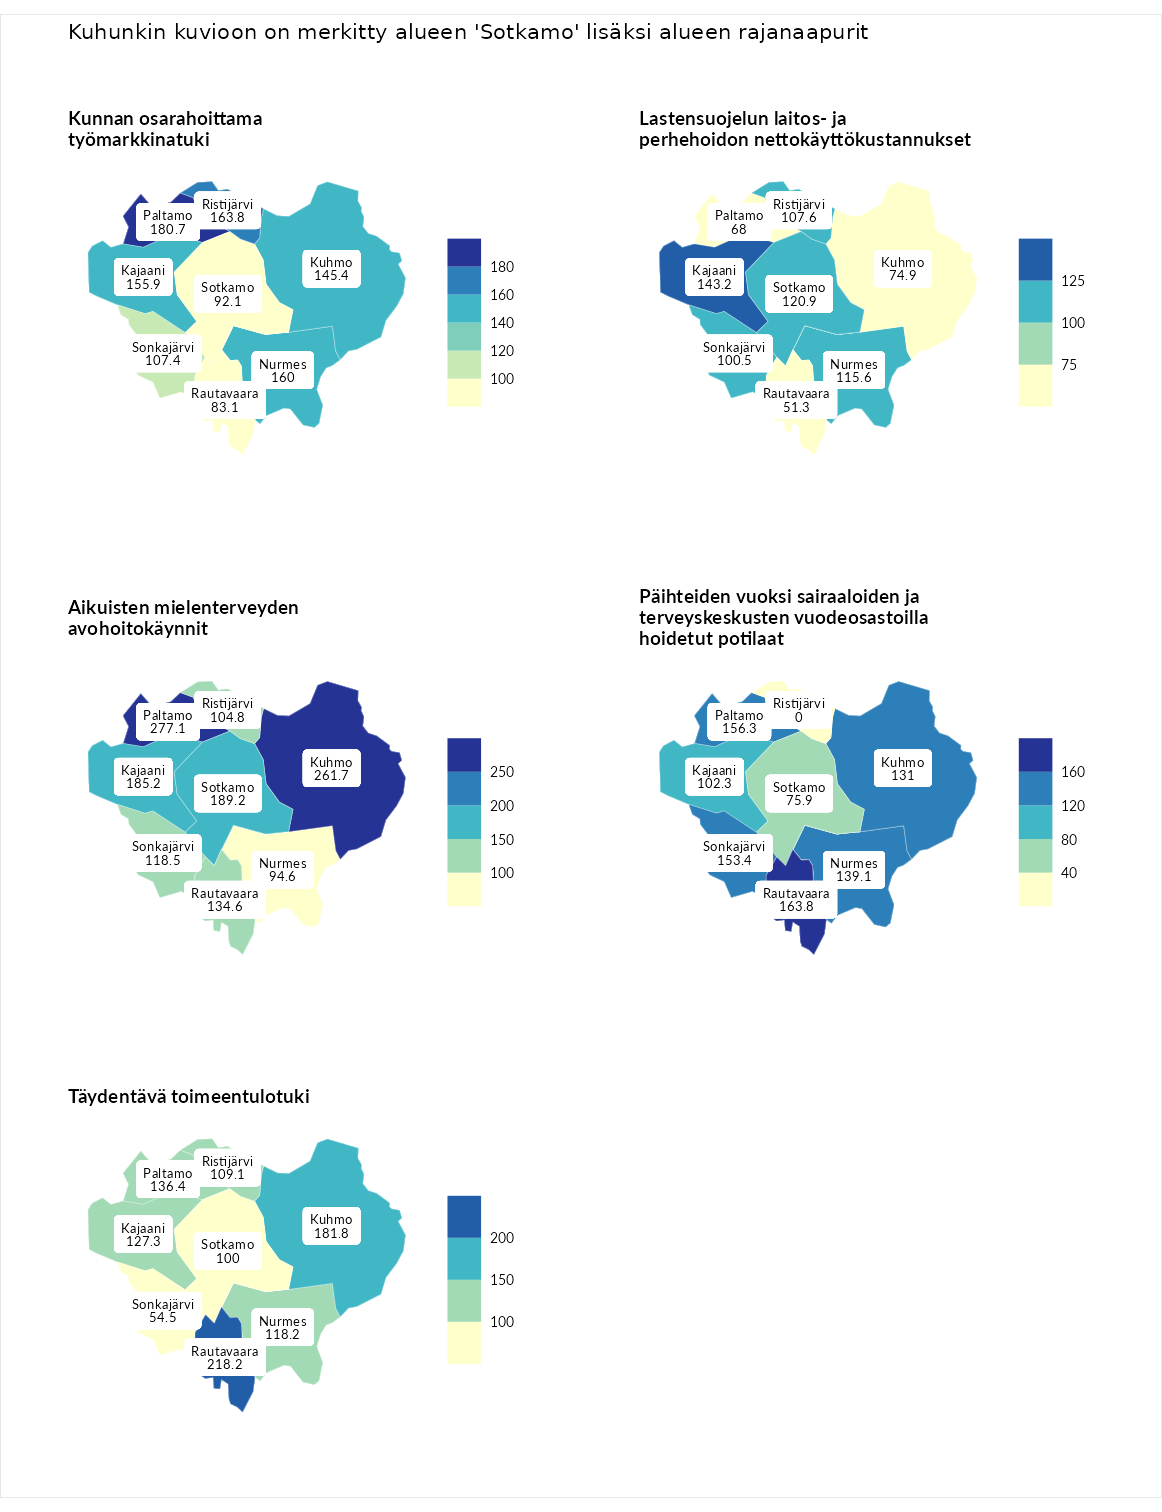 Kuhunkin kuvioon on merkitty alueen 'Sotkamo' lisäksi alueen rajanaapurit
Kunnan osarahoittama
työmarkkinatuki
Ristijärvi
163.8
Paltamo
180.7
Kuhmo
145.4
Kajaani
155.9
Sotkamo
92.1
Sonkajärvi
107.4
Nurmes
160
Rautavaara
83.1
180
160
140
120
100
Lastensuojelun laitos- ja
perhehoidon nettokäyttökustannukset
Ristijärvi
107.6
Paltamo
68
Kuhmo
74.9
Kajaani
143.2
Sotkamo
120.9
Sonkajärvi
100.5
Nurmes
115.6
Rautavaara
51.3
125
100
75
Aikuisten mielenterveyden
avohoitokäynnit
Ristijärvi
104.8
Paltamo
277.1
Kuhmo
261.7
Kajaani
185.2
Sotkamo
189.2
Sonkajärvi
118.5
Nurmes
94.6
Rautavaara
134.6
250
200
150
100
Päihteiden vuoksi sairaaloiden ja
terveyskeskusten vuodeosastoilla
hoidetut potilaat
Ristijärvi
0
Paltamo
156.3
Kuhmo
131
Kajaani
102.3
Sotkamo
75.9
Sonkajärvi
153.4
Nurmes
139.1
Rautavaara
163.8
160
120
80
40
Täydentävä toimeentulotuki
Ristijärvi
109.1
Paltamo
136.4
Kuhmo
181.8
Kajaani
127.3
Sotkamo
100
Sonkajärvi
54.5
Nurmes
118.2
Rautavaara
218.2
200
150
100